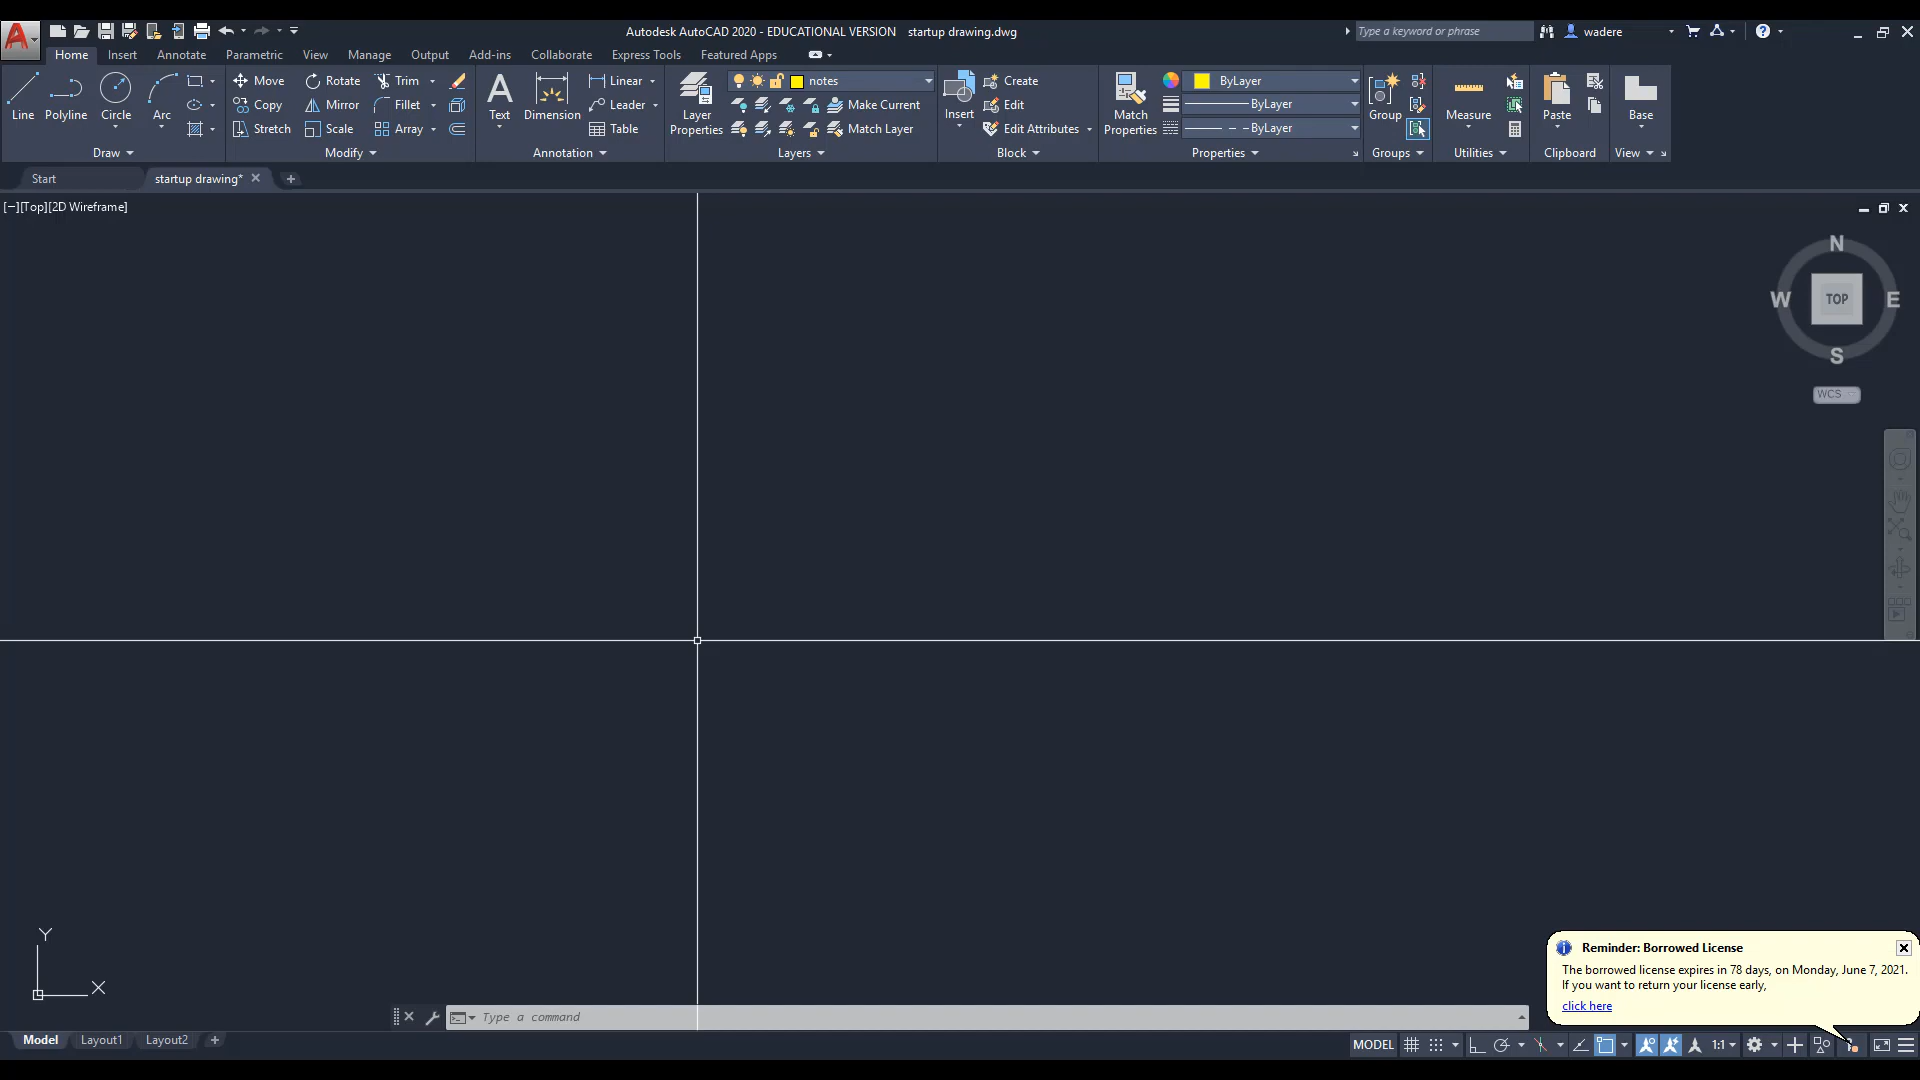 Autodesk AutoCAD 2020 - EDUCATIONAL VERSION startup drawing.dwg
Type a keyword or phrase
wadere
Home Insert Annotate Parametric View Manage Output Add-ins Collaborate Express Tools Featured Apps
Line
Polyline
Circle
Arc
Draw
Move Rotate Trim
Copy Mirror Fillet
Stretch Scale Array
Modify
Text
Dimension
Linear
Leader
Table
Annotation
Layer
Properties
notes
Make Current
Match Layer
Layers
Insert
Create
Edit
Edit Attributes
Block
Match
Properties
ByLayer
ByLayer
ByLayer
Properties
Group
Groups
Measure
Utilities
Paste
Clipboard
Base
View
Start
startup drawing*
[−][Top][2D Wireframe]
N
W TOP E
S
WCS
Y
X
Reminder: Borrowed License
The borrowed license expires in 78 days, on Monday, June 7, 2021.
If you want to return your license early,
click here
Type a command
Model Layout1 Layout2
MODEL
1:1